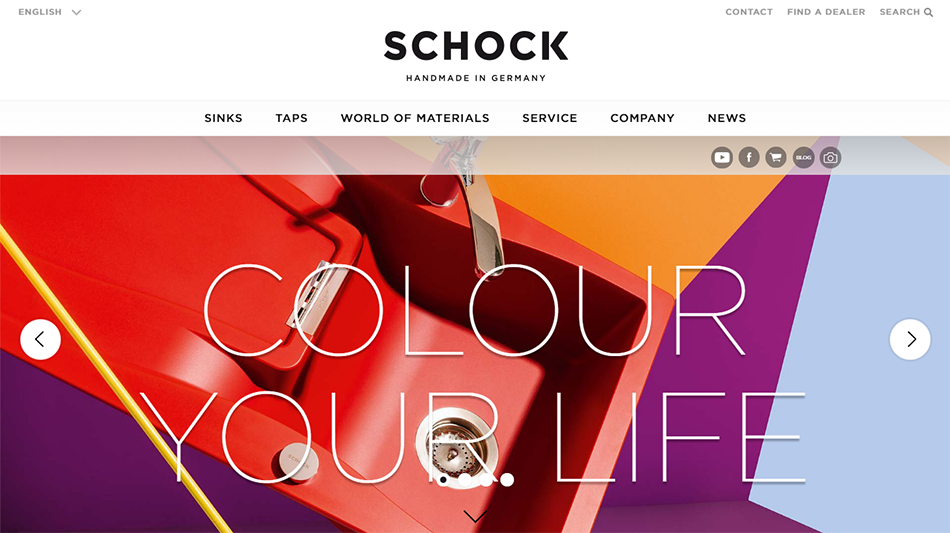 ENGLISH
CONTACT FIND A DEALER SEARCH
SCHOCK
HANDMADE IN GERMANY
SINKS TAPS WORLD OF MATERIALS SERVICE COMPANY NEWS
BLOG
COLOUR
YOUR LIFE
SCHOCK